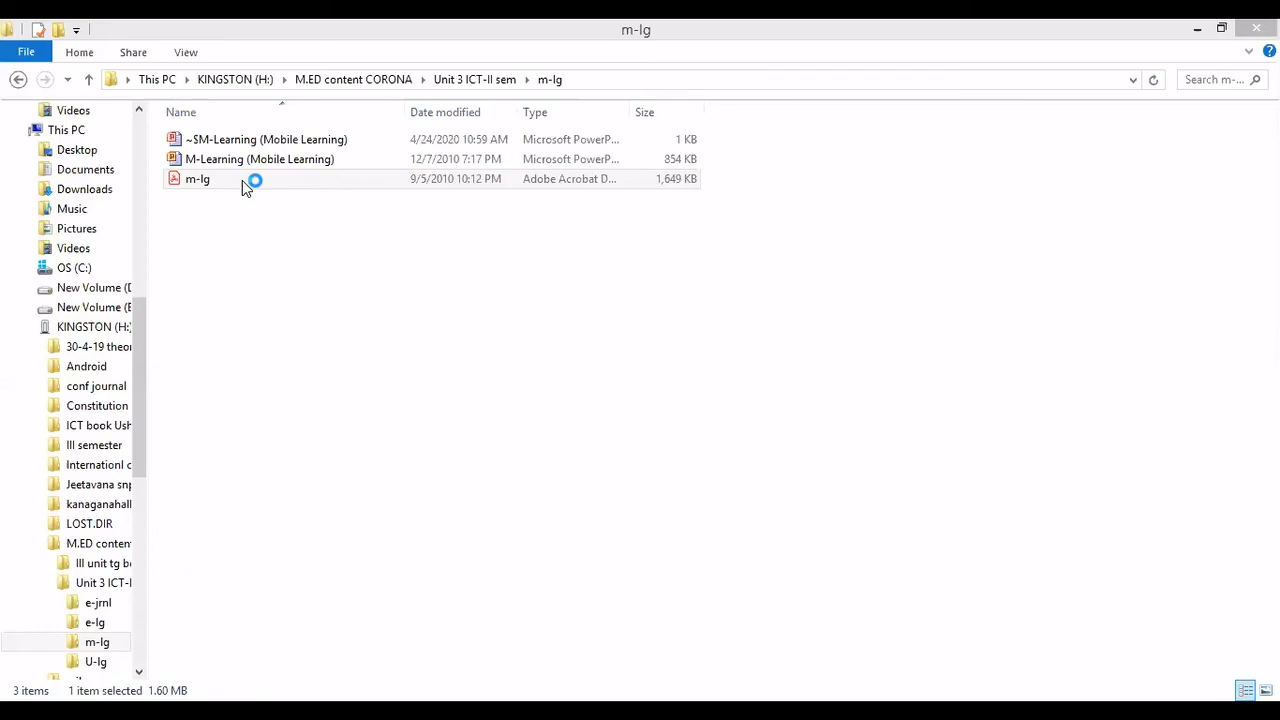 m-lg
File Home Share View
This PC KINGSTON (H:) M.ED content CORONA Unit 3 ICT-II sem m-lg
Search m-...
Name Date modified Type Size
~$M-Learning (Mobile Learning) 4/24/2020 10:59 AM Microsoft PowerP... 1 KB
M-Learning (Mobile Learning) 12/7/2010 7:17 PM Microsoft PowerP... 854 KB
m-lg 9/5/2010 10:12 PM Adobe Acrobat D... 1,649 KB
Videos
This PC
Desktop
Documents
Downloads
Music
Pictures
Videos
OS (C:)
New Volume (D
New Volume (E
KINGSTON (H:)
30-4-19 theor
Android
conf journal
Constitution
ICT book Ush
III semester
Internationl c
Jeetavana snp
kanaganahall
LOST.DIR
M.ED content
III unit tg b
Unit 3 ICT-I
e-jrnl
e-lg
m-lg
U-lg
3 items 1 item selected 1.60 MB